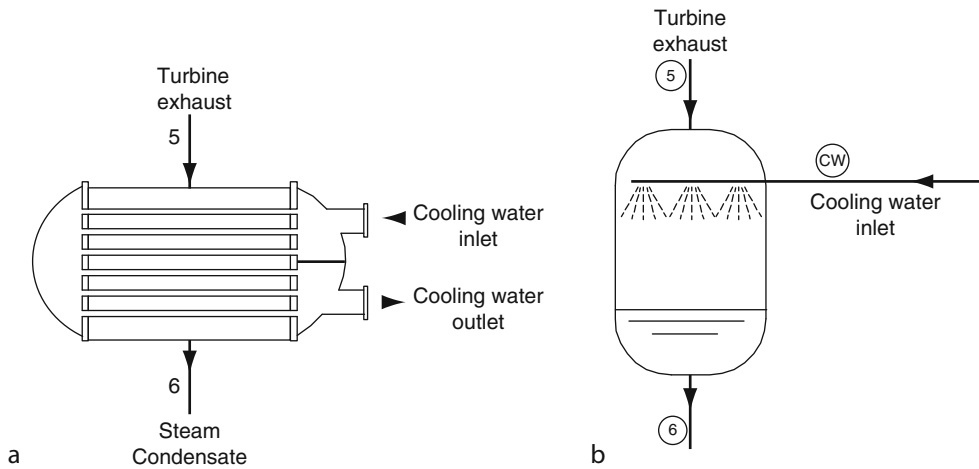 Turbine
exhaust
5
Cooling water
inlet
Cooling water
outlet
6
Steam
Condensate
a
Turbine
exhaust
5
CW
Cooling water
inlet
6
b